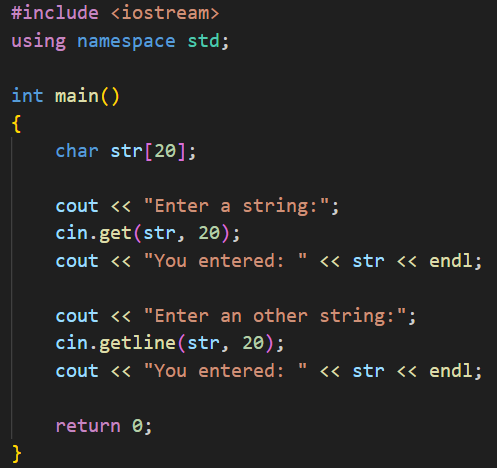 #include <iostream>
using namespace std;
int main()
{
char str[20];
cout << "Enter a string:";
cin.get(str, 20);
cout << "You entered: " << str << endl;
cout << "Enter an other string:";
cin.getline(str, 20);
cout << "You entered: " << str << endl;
return 0;
}